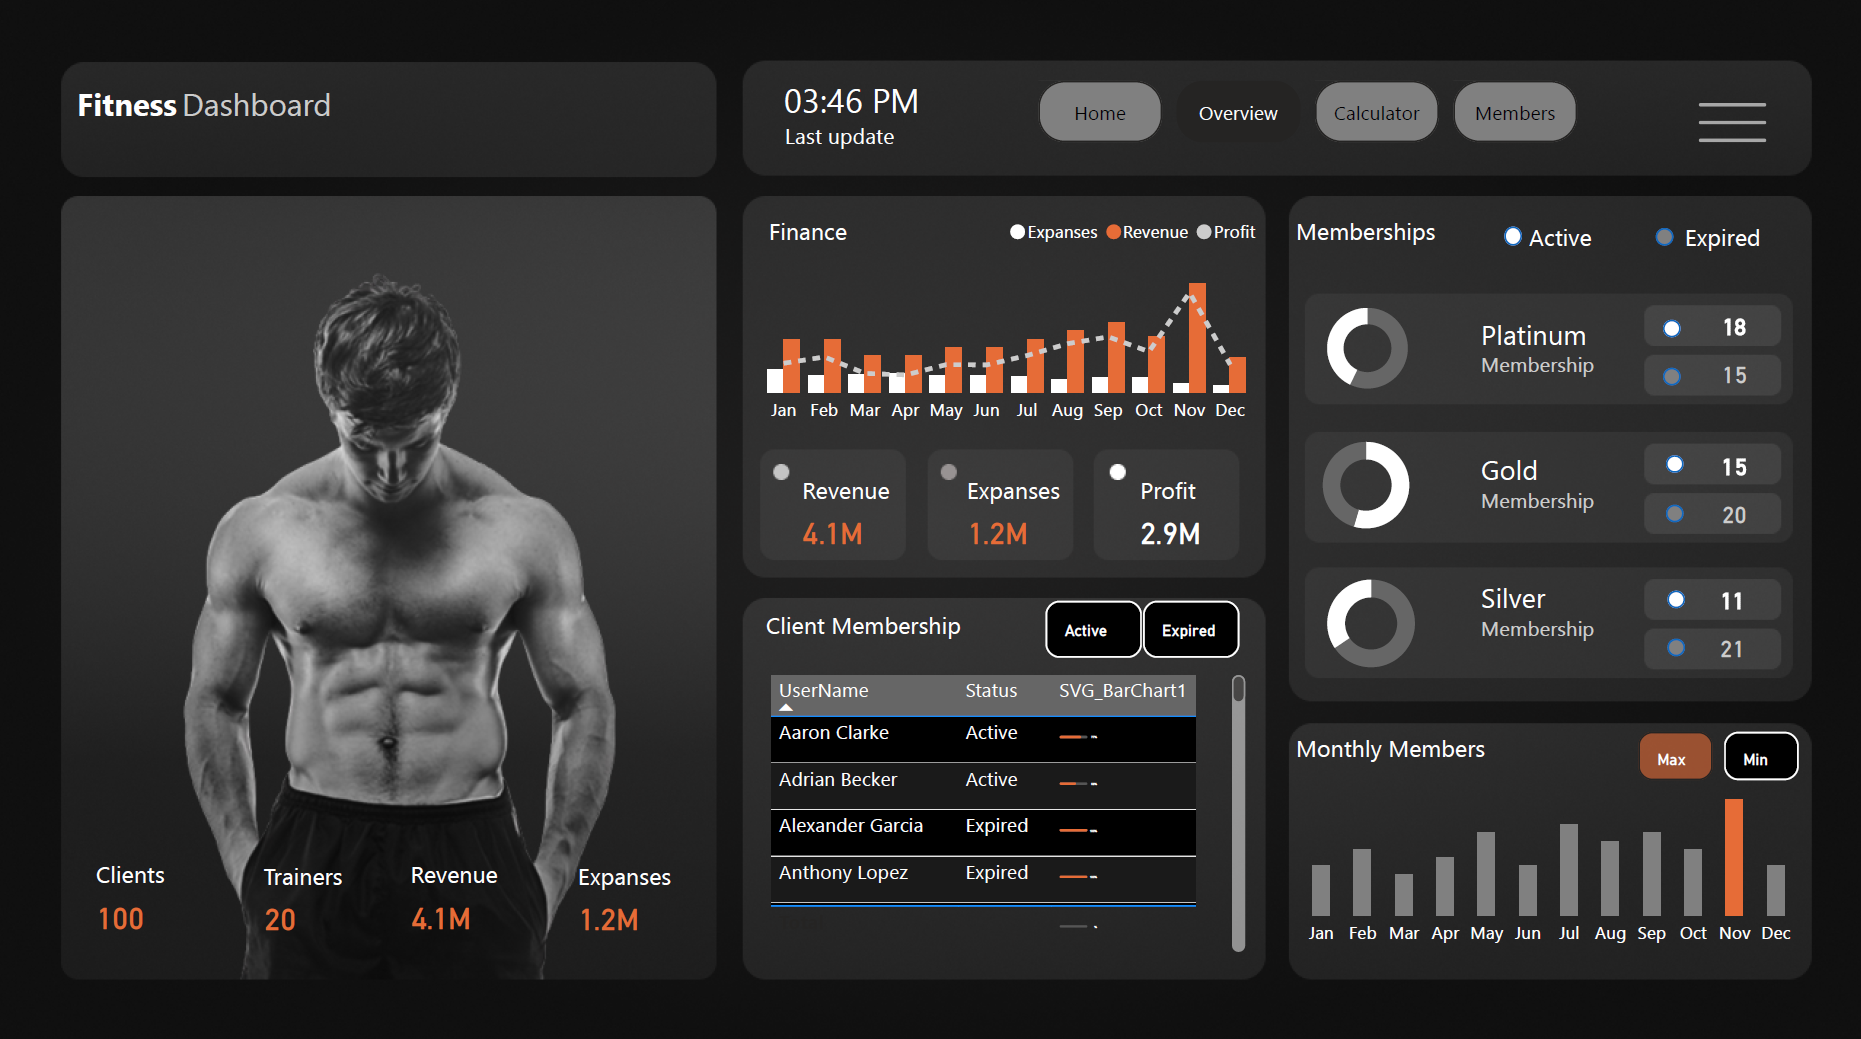 Fitness Dashboard
03:46 PM
Last update
Home
Overview
Calculator
Members
Clients
100
Trainers
20
Revenue
4.1M
Expanses
1.2M
Finance
Expanses Revenue Profit
Jan Feb Mar Apr May Jun Jul Aug Sep Oct Nov Dec
Revenue
4.1M
Expanses
1.2M
Profit
2.9M
Client Membership
Active
Expired
UserName Status SVG_BarChart1
Aaron Clarke Active
Adrian Becker Active
Alexander Garcia Expired
Anthony Lopez Expired
Memberships
Active
Expired
Platinum
Membership
18
15
Gold
Membership
15
20
Silver
Membership
11
21
Monthly Members
Max
Min
Jan Feb Mar Apr May Jun Jul Aug Sep Oct Nov Dec